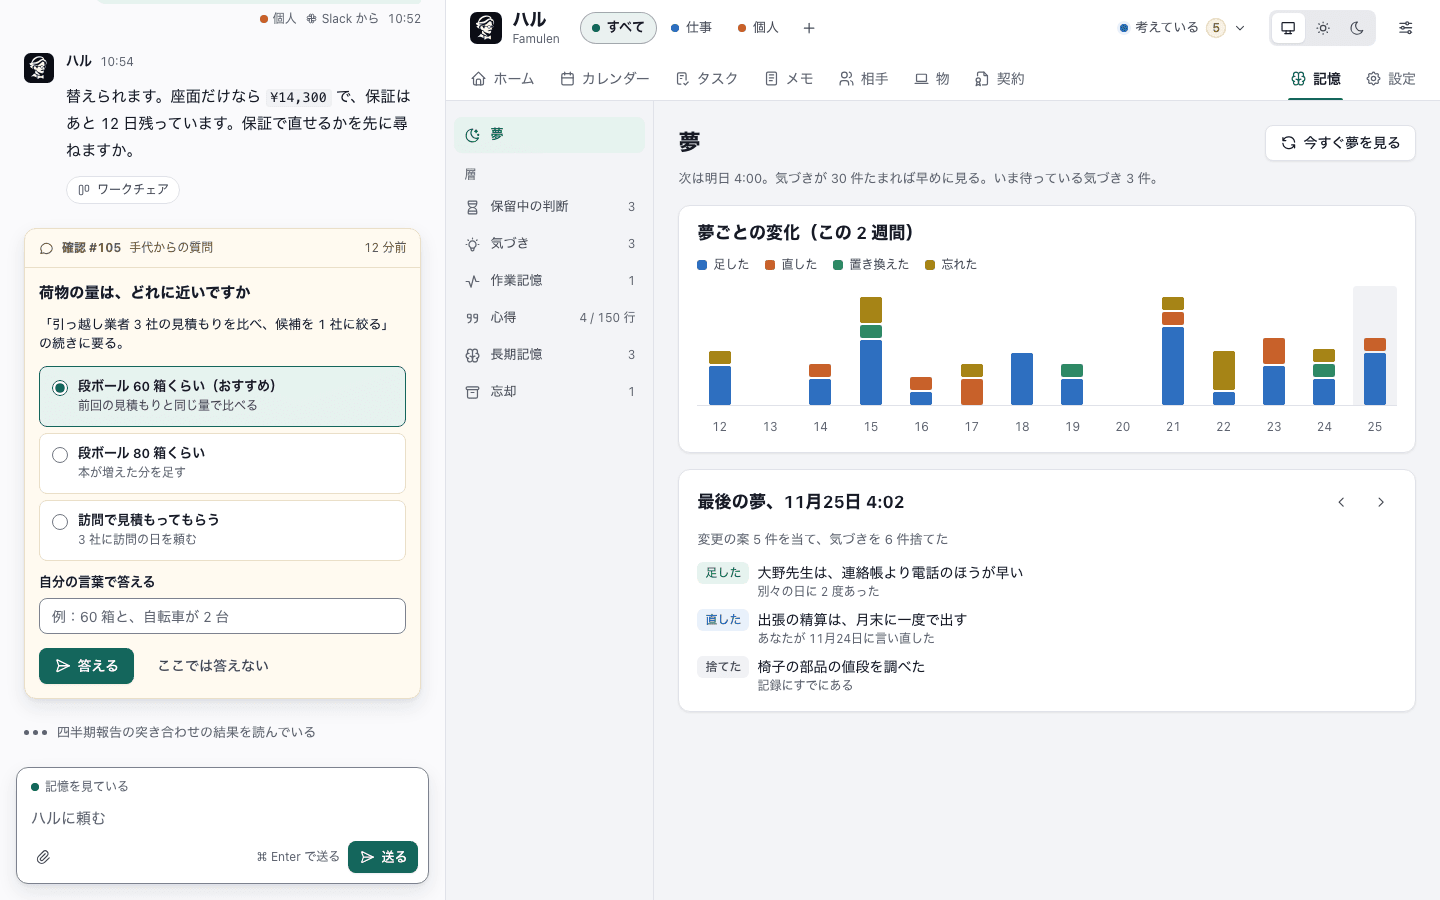 個人 Slack から 10:52
ハル 10:54
替えられます。座面だけなら ¥14,300 で、保証は
あと 12 日残っています。保証で直せるかを先に尋
ねますか。
ワークチェア
確認 #105 手代からの質問 12 分前
荷物の量は、どれに近いですか
「引っ越し業者 3 社の見積もりを比べ、候補を 1 社に絞る」
の続きに要る。
段ボール 60 箱くらい（おすすめ）
前回の見積もりと同じ量で比べる
段ボール 80 箱くらい
本が増えた分を足す
訪問で見積もってもらう
3 社に訪問の日を頼む
自分の言葉で答える
例：60 箱と、自転車が 2 台
答える ここでは答えない
四半期報告の突き合わせの結果を読んでいる
記憶を見ている
ハルに頼む
⌘ Enter で送る 送る
ハル
Famulen
すべて 仕事 個人
考えている 5
ホーム カレンダー タスク メモ 相手 物 契約 記憶 設定
夢
層
保留中の判断 3
気づき 3
作業記憶 1
心得 4 / 150 行
長期記憶 3
忘却 1
夢
今すぐ夢を見る
次は明日 4:00。気づきが 30 件たまれば早めに見る。いま待っている気づき 3 件。
夢ごとの変化（この 2 週間）
足した 直した 置き換えた 忘れた
12 13 14 15 16 17 18 19 20 21 22 23 24 25
最後の夢、11月25日 4:02
変更の案 5 件を当て、気づきを 6 件捨てた
足した 大野先生は、連絡帳より電話のほうが早い
別々の日に 2 度あった
直した 出張の精算は、月末に一度で出す
あなたが 11月24日に言い直した
捨てた 椅子の部品の値段を調べた
記録にすでにある